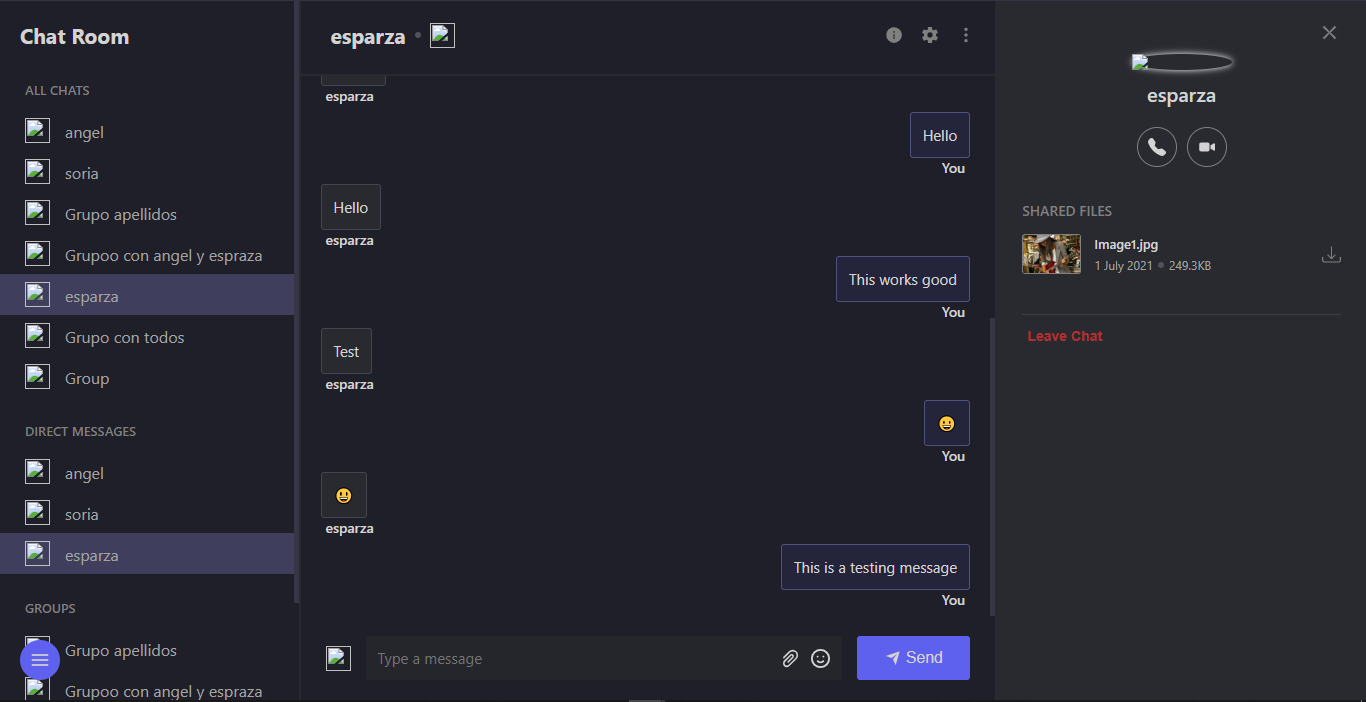 Chat Room
ALL CHATS
angel
soria
Grupo apellidos
Grupoo con angel y espraza
esparza
Grupo con todos
Group
DIRECT MESSAGES
angel
soria
esparza
GROUPS
Grupo apellidos
Grupoo con angel y espraza
esparza
esparza
Hello
You
Hello
esparza
This works good
You
Test
esparza
😀
You
😀
esparza
This is a testing message
You
Type a message
Send
esparza
SHARED FILES
Image1.jpg
1 July 2021 • 249.3KB
Leave Chat